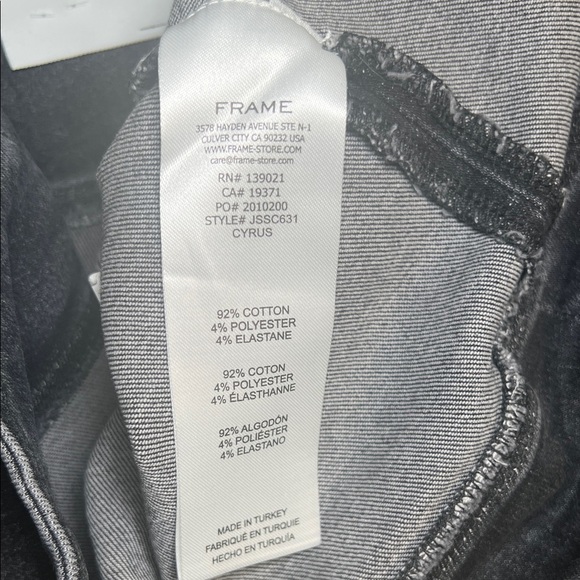 FRAME
3578 HAYDEN AVENUE STE N-1
CULVER CITY CA 90232
WWW.FRAME-STORE.COM
care@frame-store.com
RN# 139021
CA# 19371
PO# 2010200
STYLE# JSSC631
CYRUS
92% COTTON
4% POLYESTER
4% ELASTANE
92% COTON
4% POLYESTER
4% ÉLASTHANNE
92% ALGODÓN
4% POLIÉSTER
4% ELASTANO
MADE IN TURKEY
FABRIQUÉ EN TURQUIE
HECHO EN TURQUÍA